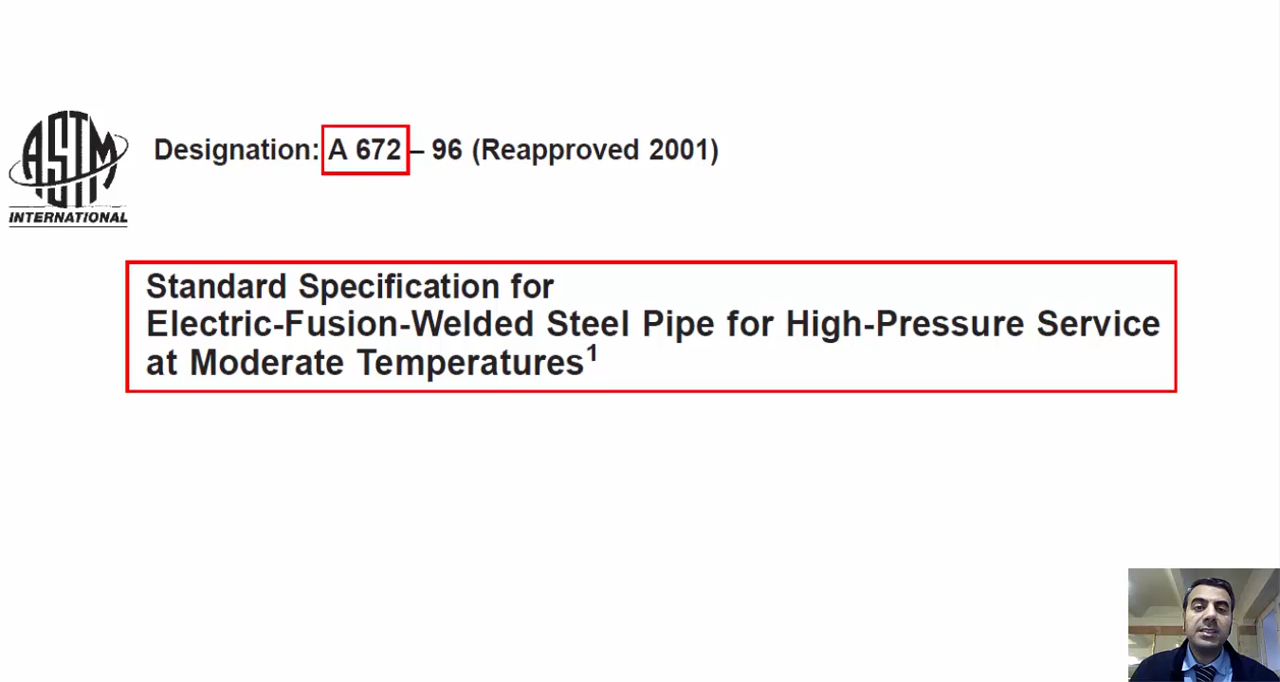 ASTM
INTERNATIONAL
Designation: A 672 – 96 (Reapproved 2001)
Standard Specification for
Electric-Fusion-Welded Steel Pipe for High-Pressure Service
at Moderate Temperatures1